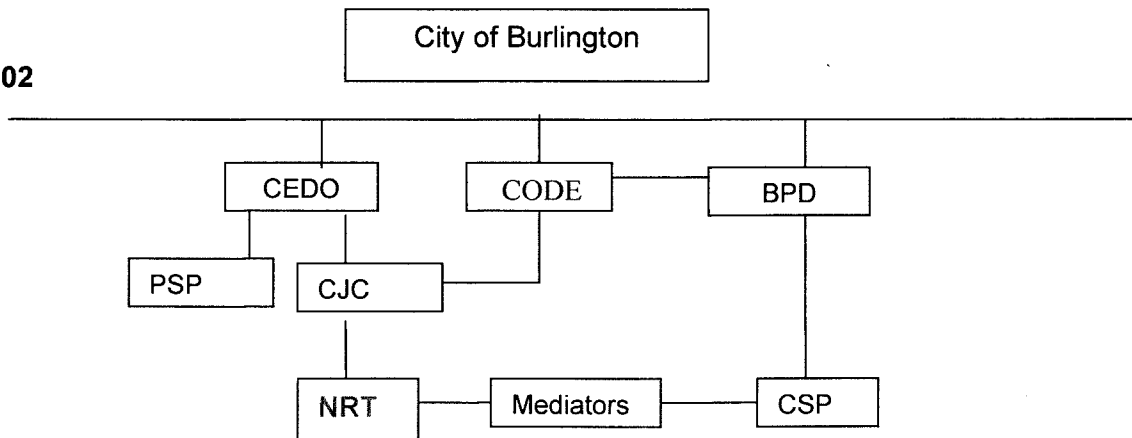 City of Burlington
02
CEDO
CODE
BPD
PSP
CJC
NRT
Mediators
CSP